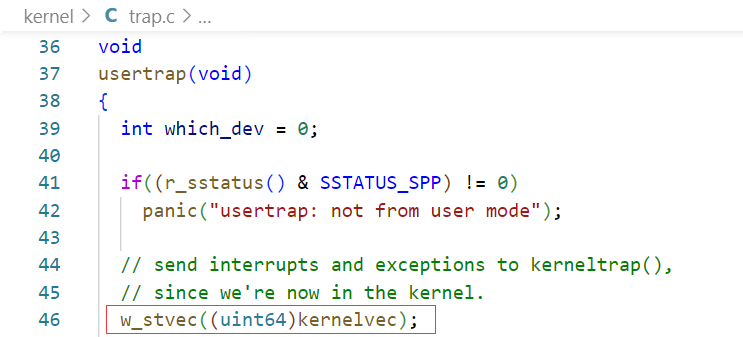 kernel > C trap.c > ...
36 void
37 usertrap(void)
38 {
39 int which_dev = 0;
40
41 if((r_sstatus() & SSTATUS_SPP) != 0)
42 panic("usertrap: not from user mode");
43
44 // send interrupts and exceptions to kerneltrap(),
45 // since we're now in the kernel.
46 w_stvec((uint64)kernelvec);